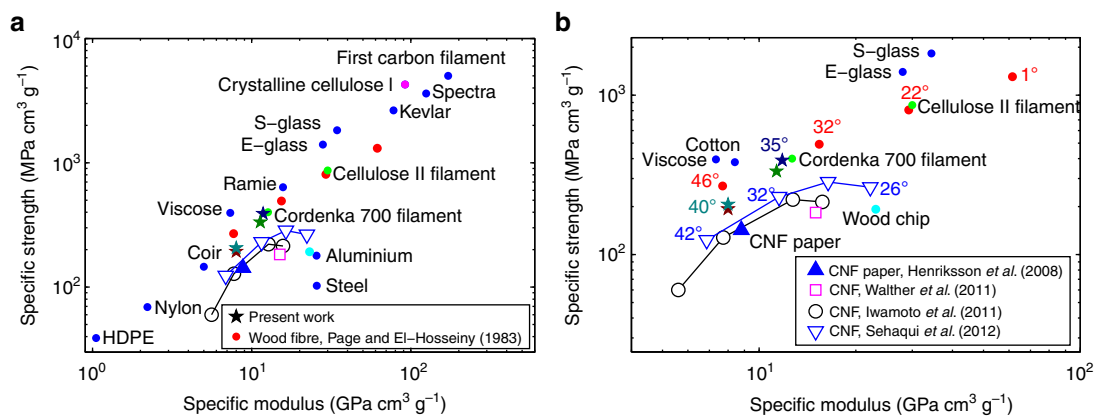 a
Specific strength (MPa cm³ g⁻¹)
10⁴
10³
10²
10⁰
10¹
10²
Specific modulus (GPa cm³ g⁻¹)
First carbon filament
Crystalline cellulose I
Spectra
Kevlar
S–glass
E–glass
Cellulose II filament
Ramie
Viscose
Cordenka 700 filament
Coir
Aluminium
Steel
Nylon
HDPE
Present work
Wood fibre, Page and El–Hosseiny (1983)
b
Specific strength (MPa cm³ g⁻¹)
10³
10²
10¹
10²
Specific modulus (GPa cm³ g⁻¹)
S–glass
E–glass
1°
22°
Cellulose II filament
32°
35°
Cotton
Viscose
Cordenka 700 filament
46°
40°
32°
26°
Wood chip
42°
CNF paper
CNF paper, Henriksson et al. (2008)
CNF, Walther et al. (2011)
CNF, Iwamoto et al. (2011)
CNF, Sehaqui et al. (2012)